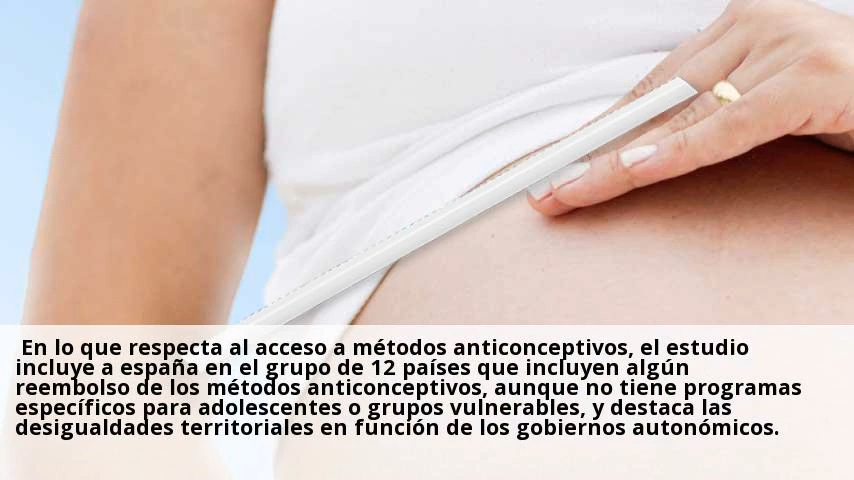 En lo que respecta al acceso a métodos anticonceptivos, el estudio
incluye a españa en el grupo de 12 países que incluyen algún
reembolso de los métodos anticonceptivos, aunque no tiene programas
específicos para adolescentes o grupos vulnerables, y destaca las
desigualdades territoriales en función de los gobiernos autonómicos.